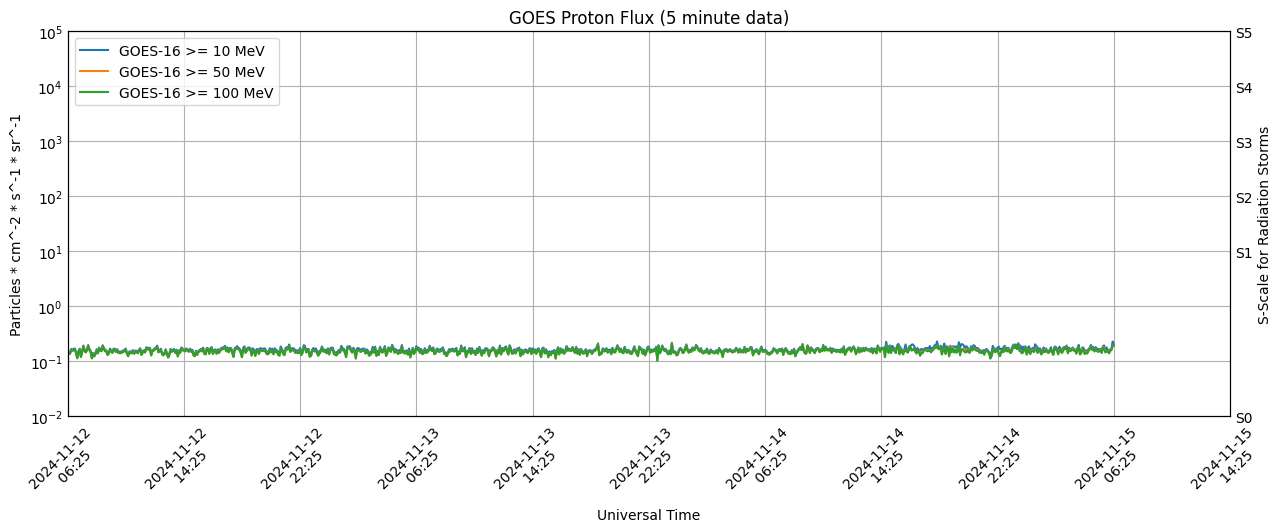 GOES Proton Flux (5 minute data)
GOES-16 >= 10 MeV
GOES-16 >= 50 MeV
GOES-16 >= 100 MeV
Particles * cm^-2 * s^-1 * sr^-1
10^5
10^4
10^3
10^2
10^1
10^0
10^-1
10^-2
S5
S4
S3
S2
S1
S0
S-Scale for Radiation Storms
2024-11-12
06:25
2024-11-12
14:25
2024-11-12
22:25
2024-11-13
06:25
2024-11-13
14:25
2024-11-13
22:25
2024-11-14
06:25
2024-11-14
14:25
2024-11-14
22:25
2024-11-15
06:25
2024-11-15
14:25
Universal Time